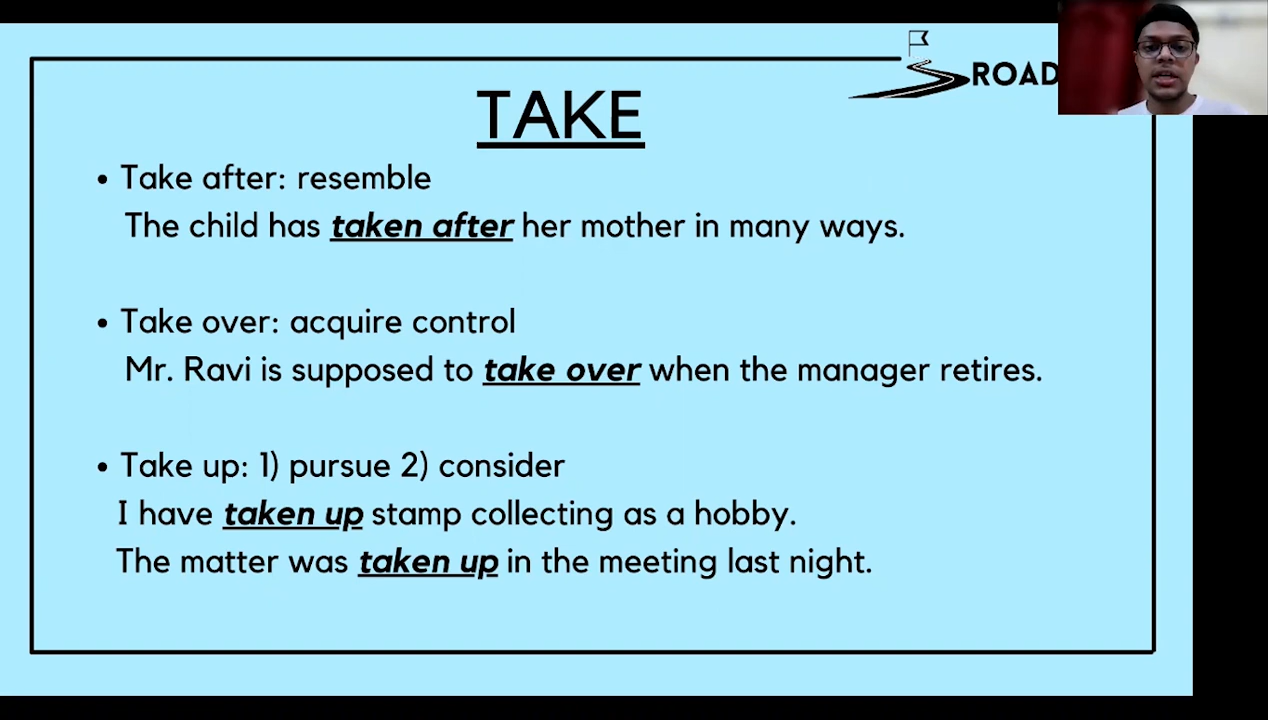 ROAD
TAKE
• Take after: resemble
The child has taken after her mother in many ways.
• Take over: acquire control
Mr. Ravi is supposed to take over when the manager retires.
• Take up: 1) pursue 2) consider
I have taken up stamp collecting as a hobby.
The matter was taken up in the meeting last night.